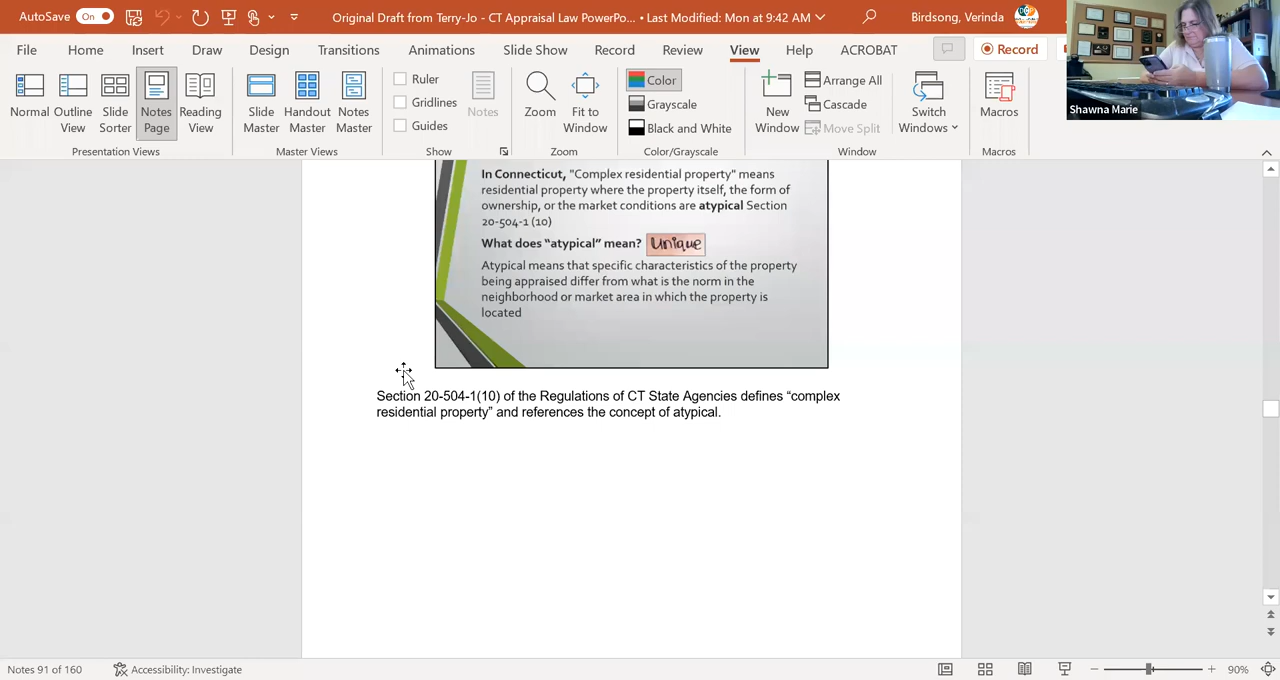 AutoSave On Original Draft from Terry-Jo - CT Appraisal Law PowerPo... • Last Modified: Mon at 9:42 AM Birdsong, Verinda
File Home Insert Draw Design Transitions Animations Slide Show Record Review View Help ACROBAT Record
Normal Outline View Slide Sorter Notes Page Reading View
Presentation Views
Slide Master Handout Master Notes Master
Master Views
Ruler
Gridlines
Guides
Notes
Show
Zoom Fit to Window
Zoom
Color
Grayscale
Black and White
Color/Grayscale
New Window
Arrange All
Cascade
Move Split
Switch Windows
Window
Macros
Macros
Shawna Marie
In Connecticut, "Complex residential property" means
residential property where the property itself, the form of
ownership, or the market conditions are atypical Section
20-504-1 (10)
What does “atypical” mean? Unique
Atypical means that specific characteristics of the property
being appraised differ from what is the norm in the
neighborhood or market area in which the property is
located
Section 20-504-1(10) of the Regulations of CT State Agencies defines “complex
residential property” and references the concept of atypical.
Notes 91 of 160 Accessibility: Investigate 90%